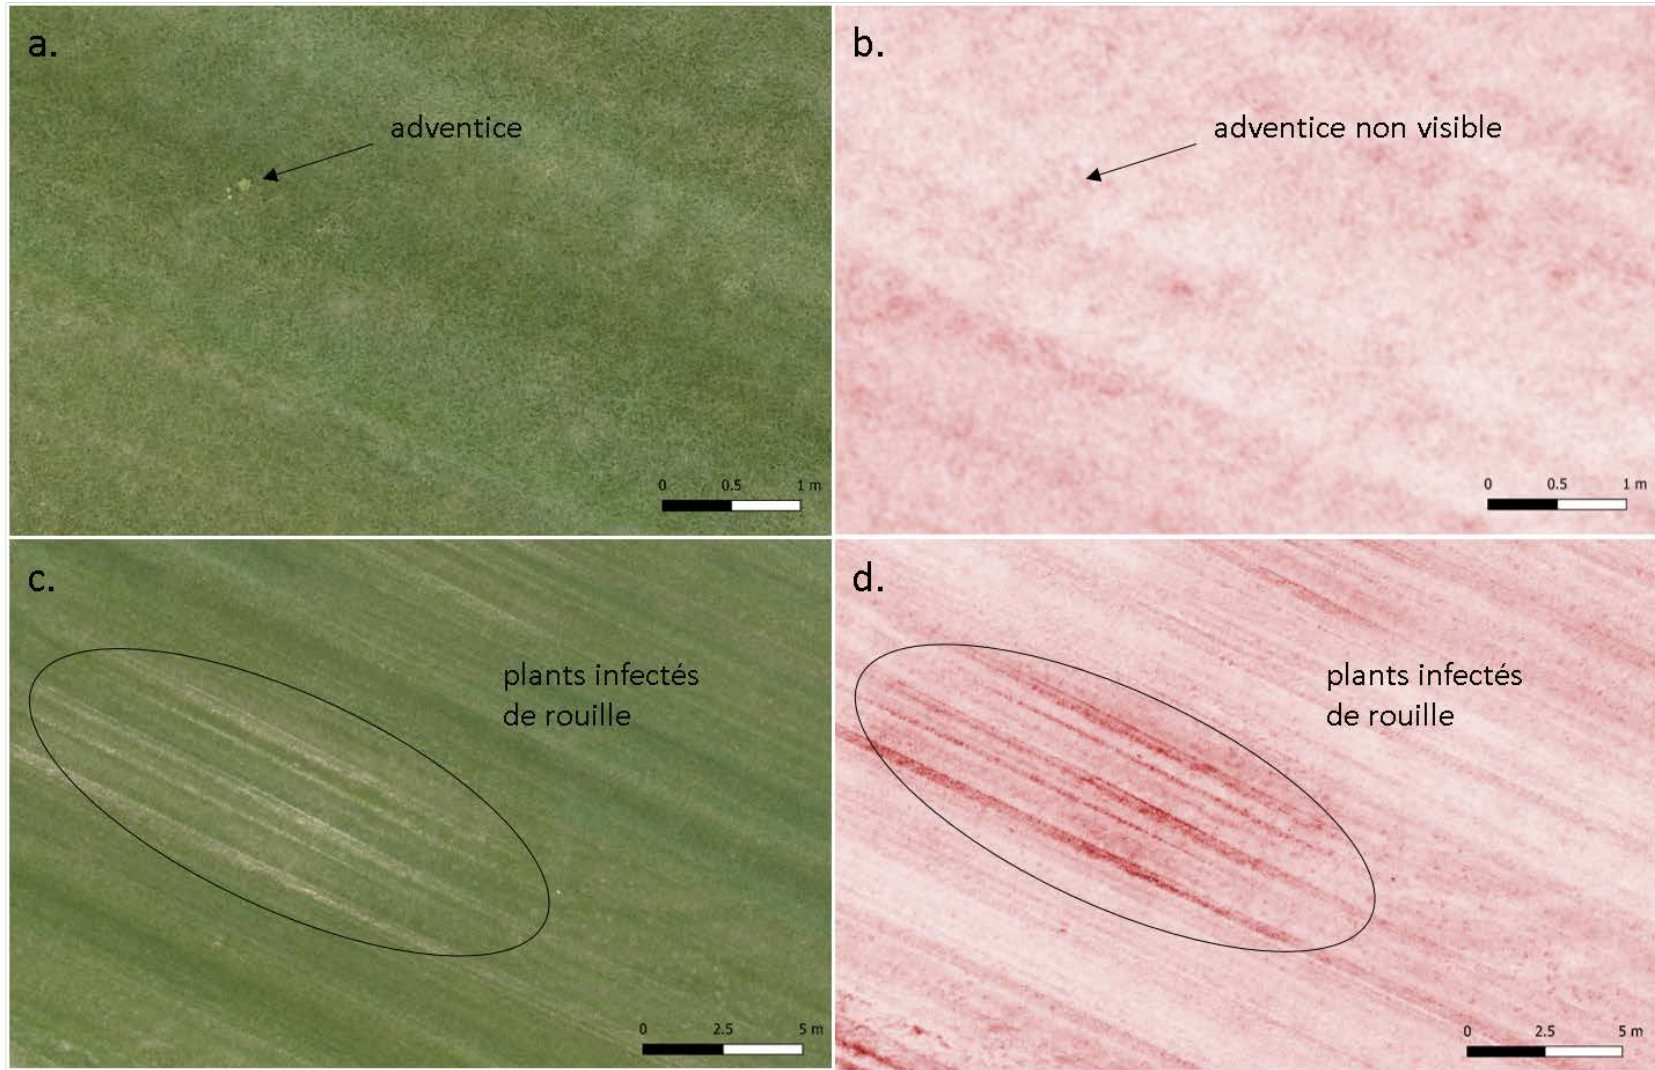 a.
adventice
0 0.5 1 m
b.
adventice non visible
0 0.5 1 m
c.
plants infectés
de rouille
0 2.5 5 m
d.
plants infectés
de rouille
0 2.5 5 m